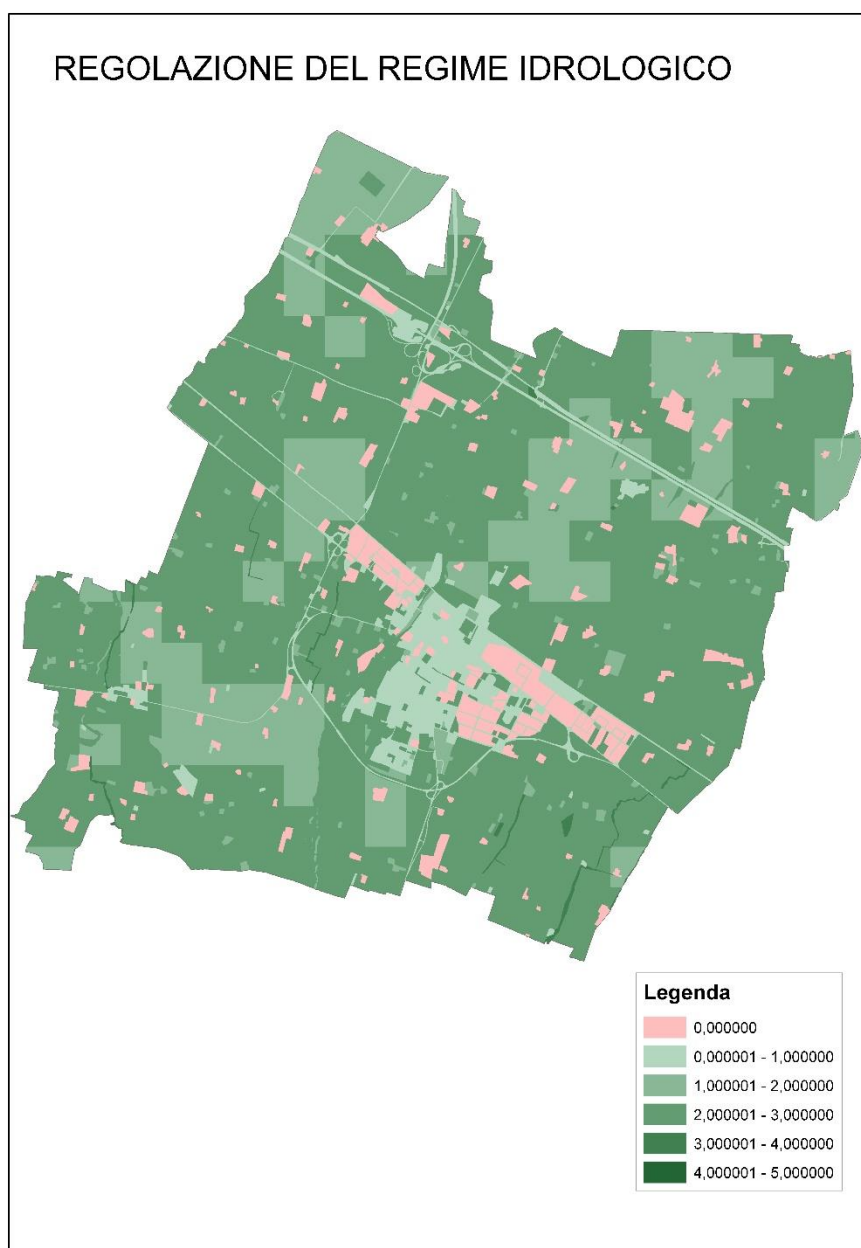 REGOLAZIONE DEL REGIME IDROLOGICO
Legenda
0,000000
0,000001 - 1,000000
1,000001 - 2,000000
2,000001 - 3,000000
3,000001 - 4,000000
4,000001 - 5,000000